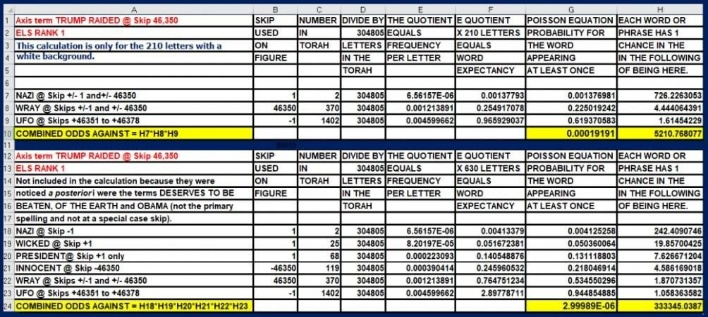 A B C D E F G H
1 Axis term TRUMP RAIDED @ Skip 46,350 SKIP NUMBER DIVIDE BY THE QUOTIENT E QUOTIENT POISSON EQUATION EACH WORD OR
2 ELS RANK 1 USED IN 304805 EQUALS X 210 LETTERS PROBABILITY FOR PHRASE HAS 1
3 This calculation is only for the 210 letters with a ON TORAH LETTERS FREQUENCY EQUALS THE WORD CHANCE IN THE
4 white background. FIGURE IN THE PER LETTER WORD APPEARING IN THE FOLLOWING
5 TORAH EXPECTANCY AT LEAST ONCE OF BEING HERE.
6
7 NAZI @ Skip +/- 1 and+/- 46350 1 2 304805 6.56157E-06 0.00137793 0.001376981 726.2263053
8 WRAY @ Skips +/-1 and +/- 46350 46350 370 304805 0.001213891 0.254917078 0.225019242 4.444064391
9 UFO @ Skips +46351 to +46378 -1 1402 304805 0.004599662 0.965929037 0.619370583 1.61454229
10 COMBINED ODDS AGAINST = H7*H8*H9 0.00019191 5210.768077
11
12 Axis term TRUMP RAIDED @ Skip 46,350 SKIP NUMBER DIVIDE BY THE QUOTIENT E QUOTIENT POISSON EQUATION EACH WORD OR
13 ELS RANK 1 USED IN 304805 EQUALS X 630 LETTERS PROBABILITY FOR PHRASE HAS 1
14 Not included in the calculation because they were ON TORAH LETTERS FREQUENCY EQUALS THE WORD CHANCE IN THE
15 noticed a posteriori were the terms DESERVES TO BE FIGURE IN THE PER LETTER WORD APPEARING IN THE FOLLOWING
16 BEATEN, OF THE EARTH and OBAMA (not the primary TORAH EXPECTANCY AT LEAST ONCE OF BEING HERE.
17 spelling and not at a special case skip).
18 NAZI @ Skip -1 1 2 304805 6.56157E-06 0.00413379 0.004125258 242.4090746
19 WICKED @ Skip +1 1 25 304805 8.20197E-05 0.051672381 0.050360064 19.85700425
20 PRESIDENT@ Skip +1 only 1 68 304805 0.000223093 0.140548876 0.131118803 7.626671204
21 INNOCENT @ Skip -46350 -46350 119 304805 0.000390414 0.245960532 0.218046914 4.586169018
22 WRAY @ Skips +/-1 and +/- 46350 46350 370 304805 0.001213891 0.764751234 0.534550296 1.870731357
23 UFO @ Skips +46351 to +46378 -1 1402 304805 0.004599662 2.89778711 0.944854885 1.058363582
24 COMBINED ODDS AGAINST = H18*H19*H20*H21*H22*H23 2.99989E-06 333345.0387